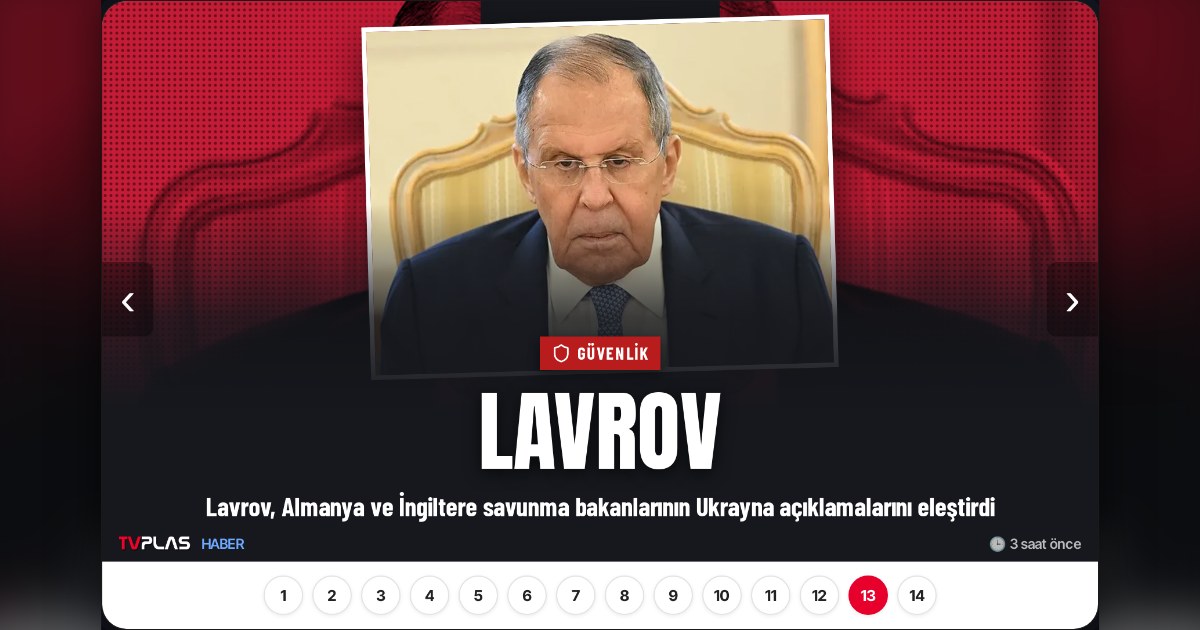 ‹
›
GÜVENLİK
LAVROV
Lavrov, Almanya ve İngiltere savunma bakanlarının Ukrayna açıklamalarını eleştirdi
TVPLAS HABER
3 saat önce
1 2 3 4 5 6 7 8 9 10 11 12 13 14